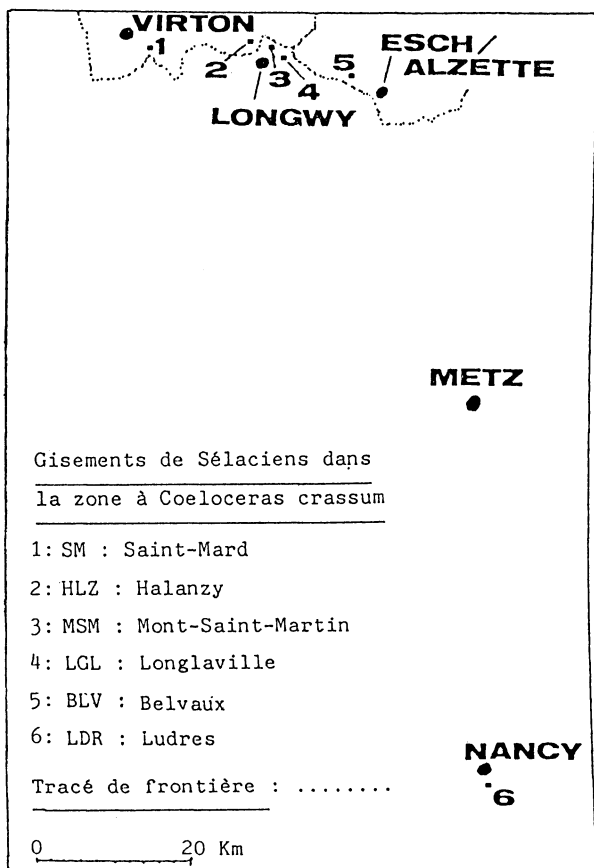 VIRTON
1
2
3
4
5
ESCH/
ALZETTE
LONGWY
METZ
Gisements de Sélaciens dans
la zone à Coeloceras crassum
1: SM : Saint-Mard
2: HLZ : Halanzy
3: MSM : Mont-Saint-Martin
4: LGL : Longlaville
5: BLV : Belvaux
6: LDR : Ludres
NANCY
6
Tracé de frontière : ........
0 20 Km